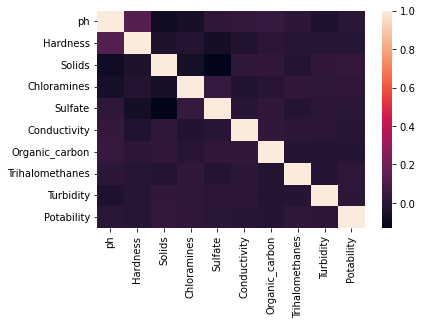 ph
Hardness
Solids
Chloramines
Sulfate
Conductivity
Organic_carbon
Trihalomethanes
Turbidity
Potability
ph
Hardness
Solids
Chloramines
Sulfate
Conductivity
Organic_carbon
Trihalomethanes
Turbidity
Potability
1.0
0.8
0.6
0.4
0.2
0.0